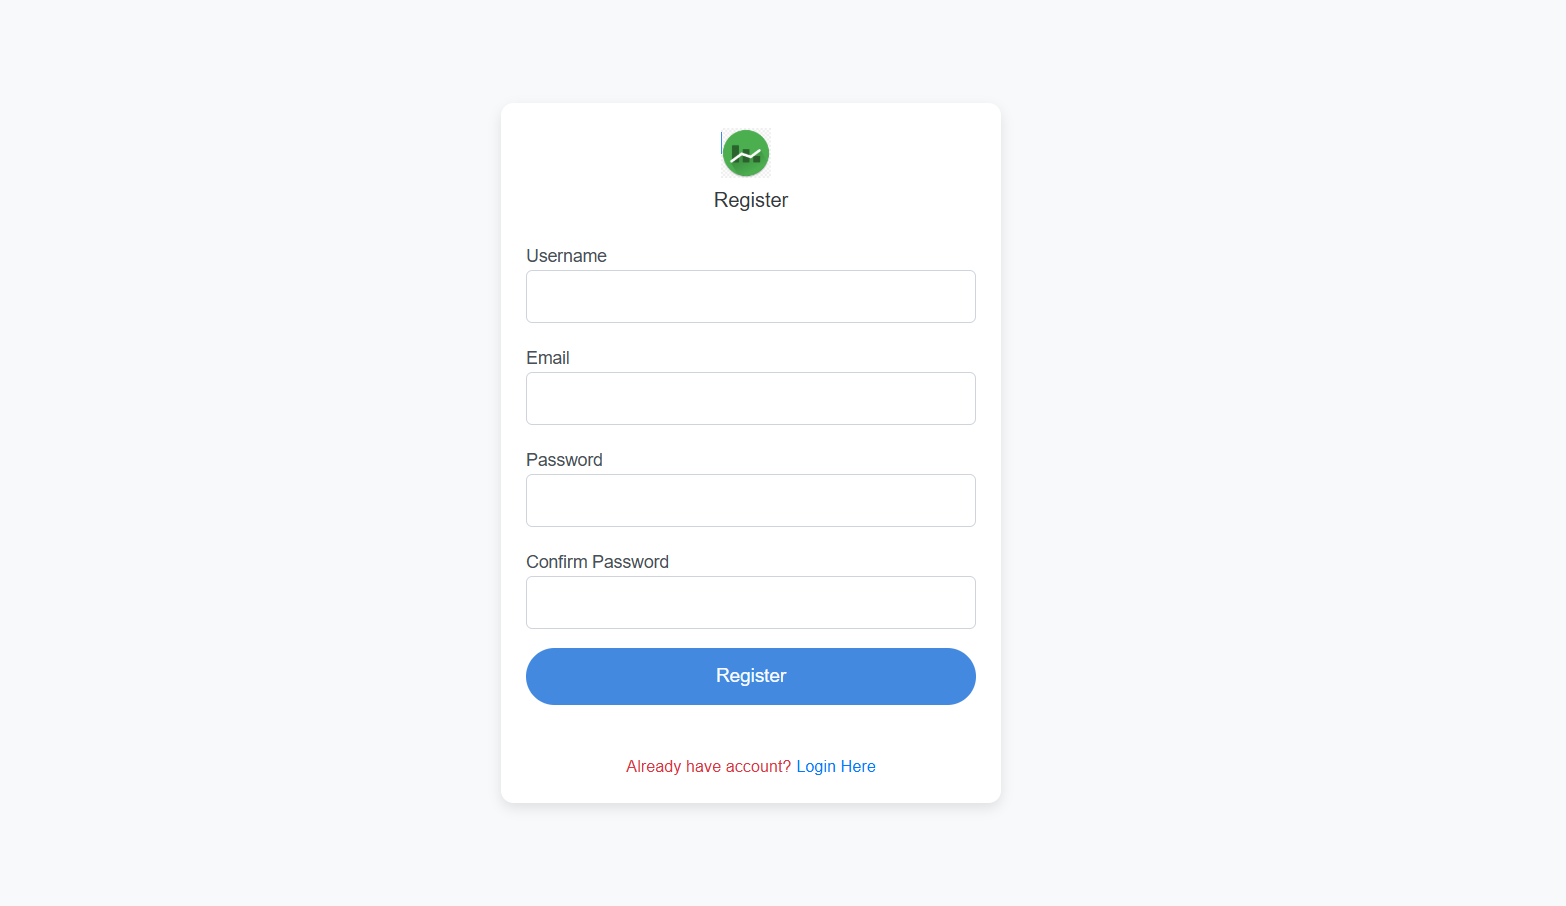 Register
Username
Email
Password
Confirm Password
Register
Already have account? Login Here